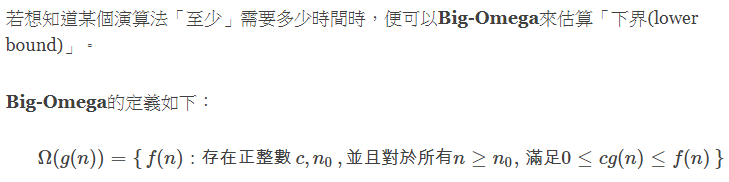 若想知道某個演算法「至少」需要多少時間時，便可以Big-Omega來估算「下界(lower
bound)」。
Big-Omega的定義如下：
Ω(g(n)) = { f(n) : 存在正整數 c, n₀ , 並且對於所有n ≥ n₀, 滿足0 ≤ cg(n) ≤ f(n) }